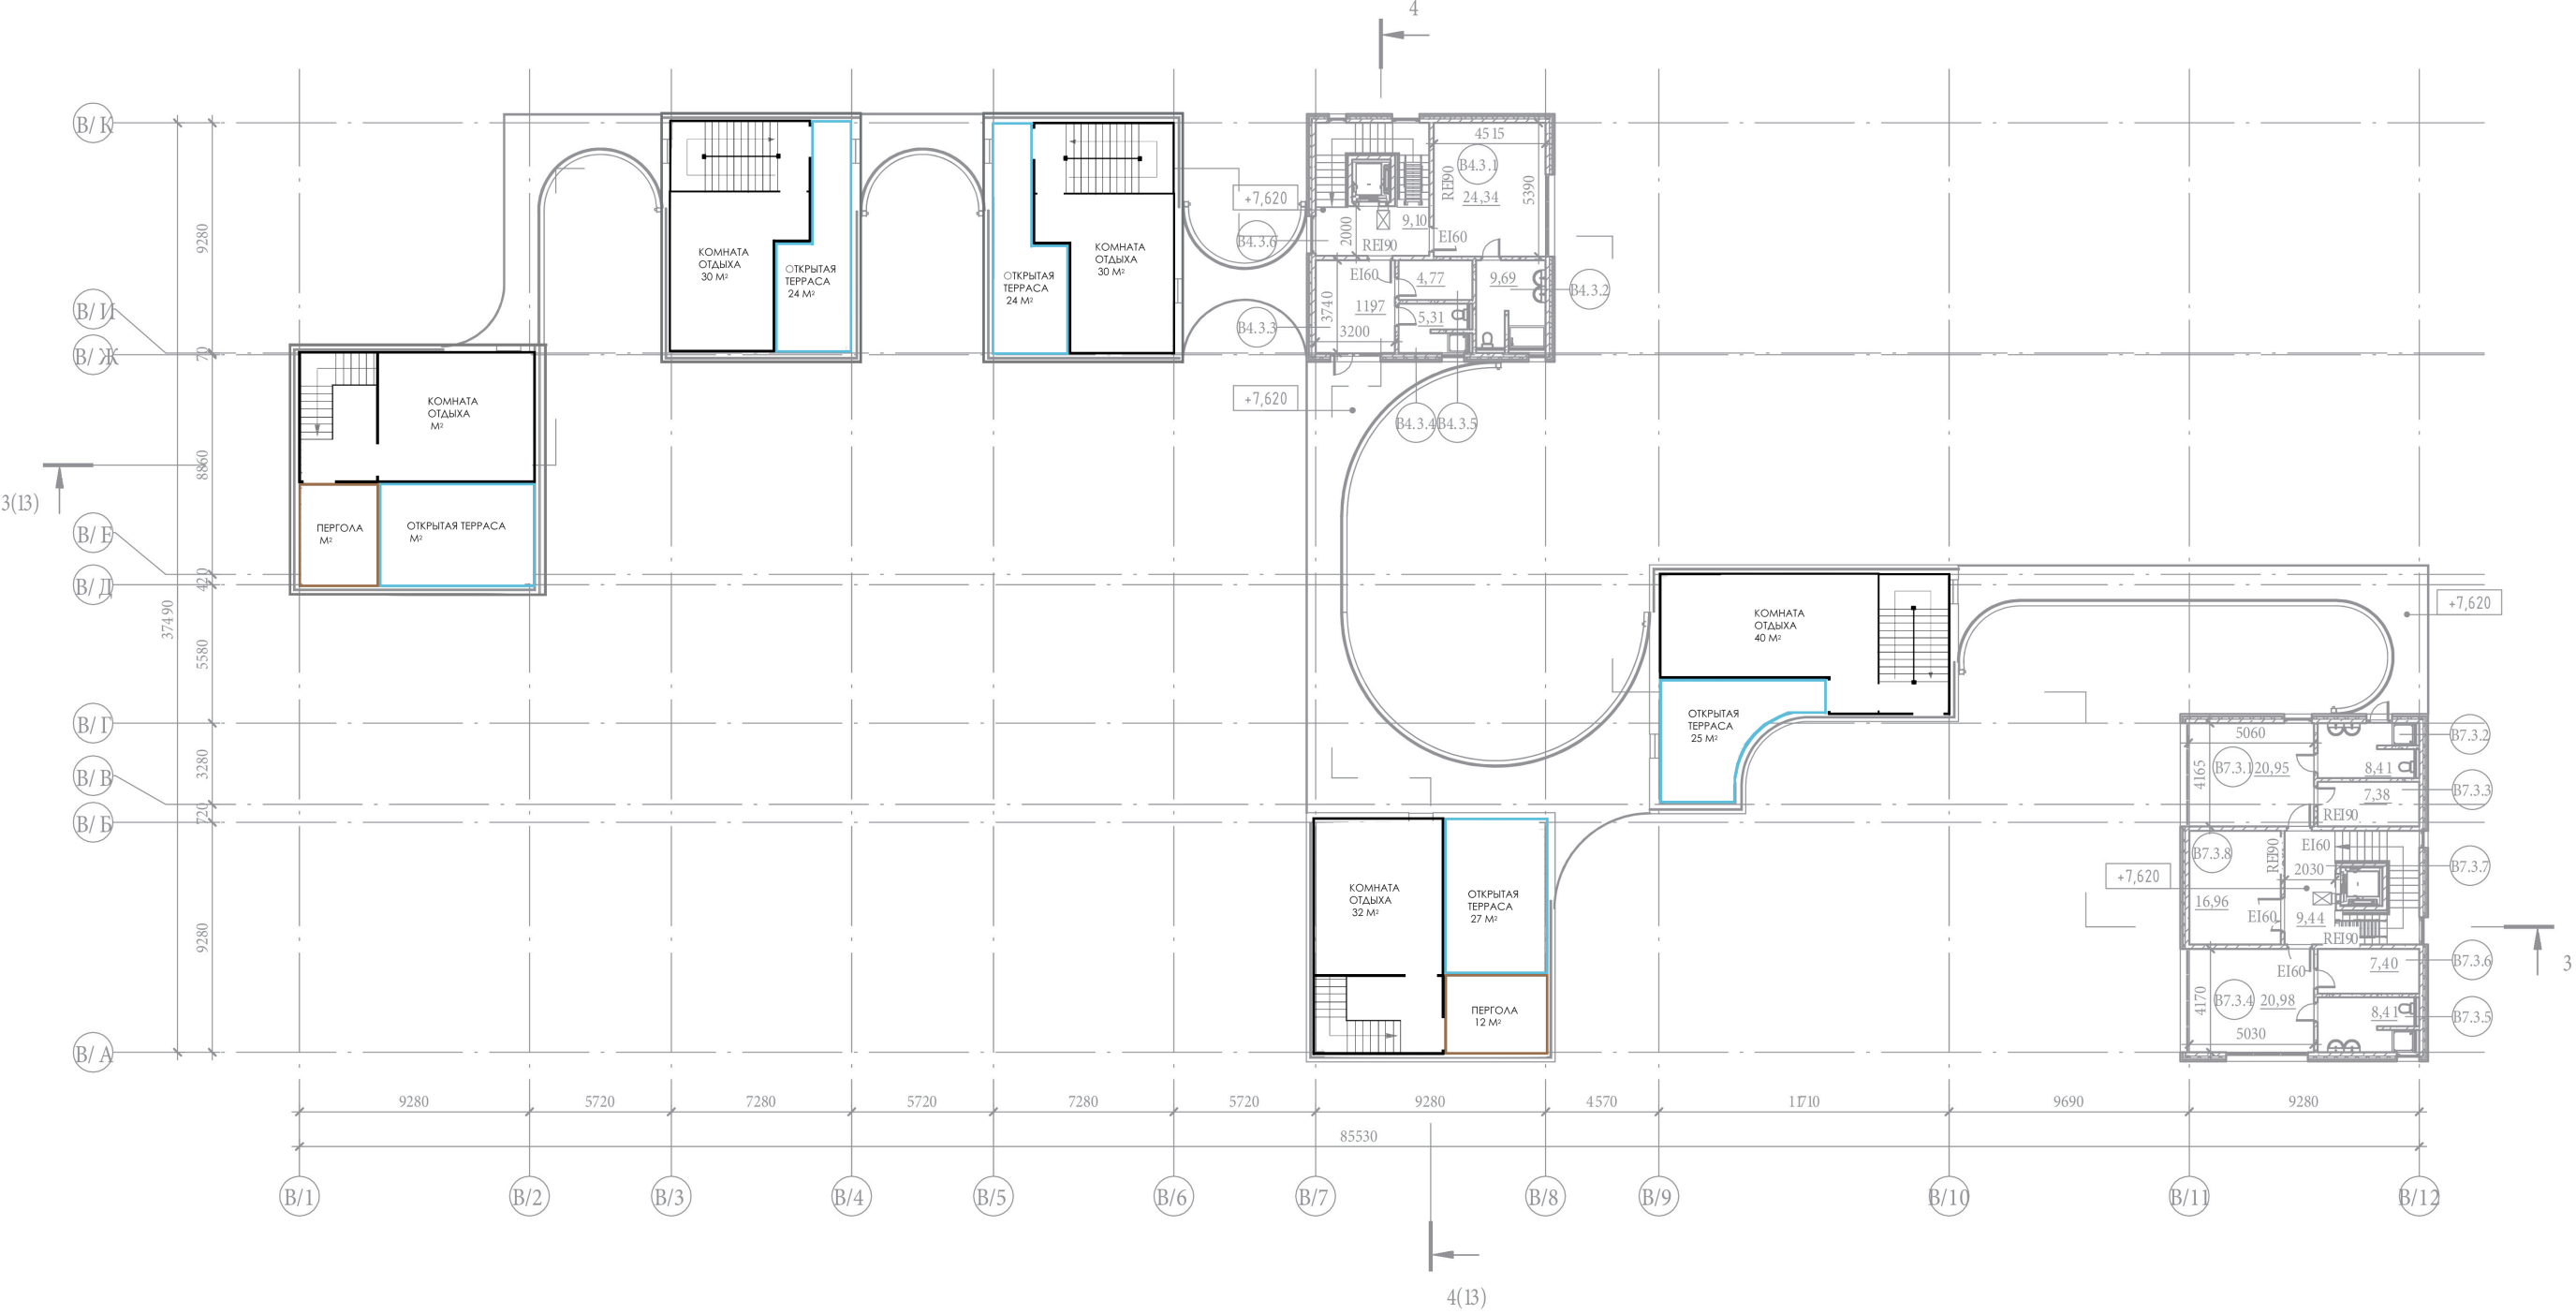 4
В/К
В/И
В/Ж
В/Е
В/Д
В/Г
В/В
В/Б
В/А
9280
70
8860
420
5580
3280
720
9280
37490
3(13)
КОМНАТА
ОТДЫХА
М²
ПЕРГОЛА
М²
ОТКРЫТАЯ ТЕРРАСА
М²
КОМНАТА
ОТДЫХА
30 М²
ОТКРЫТАЯ
ТЕРРАСА
24 М²
ОТКРЫТАЯ
ТЕРРАСА
24 М²
КОМНАТА
ОТДЫХА
30 М²
+7,620
В4.3.6
В4.3.3
+7,620
4515
В4.3.1
REI90
24,34
5390
9,10
2000
REI90
EI60
EI60
4,77
9,69
В4.3.2
3740
11,97
5,31
3200
В4.3.4
В4.3.5
КОМНАТА
ОТДЫХА
40 М²
ОТКРЫТАЯ
ТЕРРАСА
25 М²
+7,620
КОМНАТА
ОТДЫХА
32 М²
ОТКРЫТАЯ
ТЕРРАСА
27 М²
ПЕРГОЛА
12 М²
5060
В7.3.2
4165
В7.3.1
20,95
8,41
7,38
В7.3.3
REI90
В7.3.8
REI90
EI60
2030
В7.3.7
+7,620
16,96
EI60
9,44
REI90
EI60
7,40
В7.3.6
4170
В7.3.4
20,98
8,41
В7.3.5
5030
3
9280
5720
7280
5720
7280
5720
9280
4570
11710
9690
9280
85530
В/1
В/2
В/3
В/4
В/5
В/6
В/7
В/8
В/9
В/10
В/11
В/12
4(13)